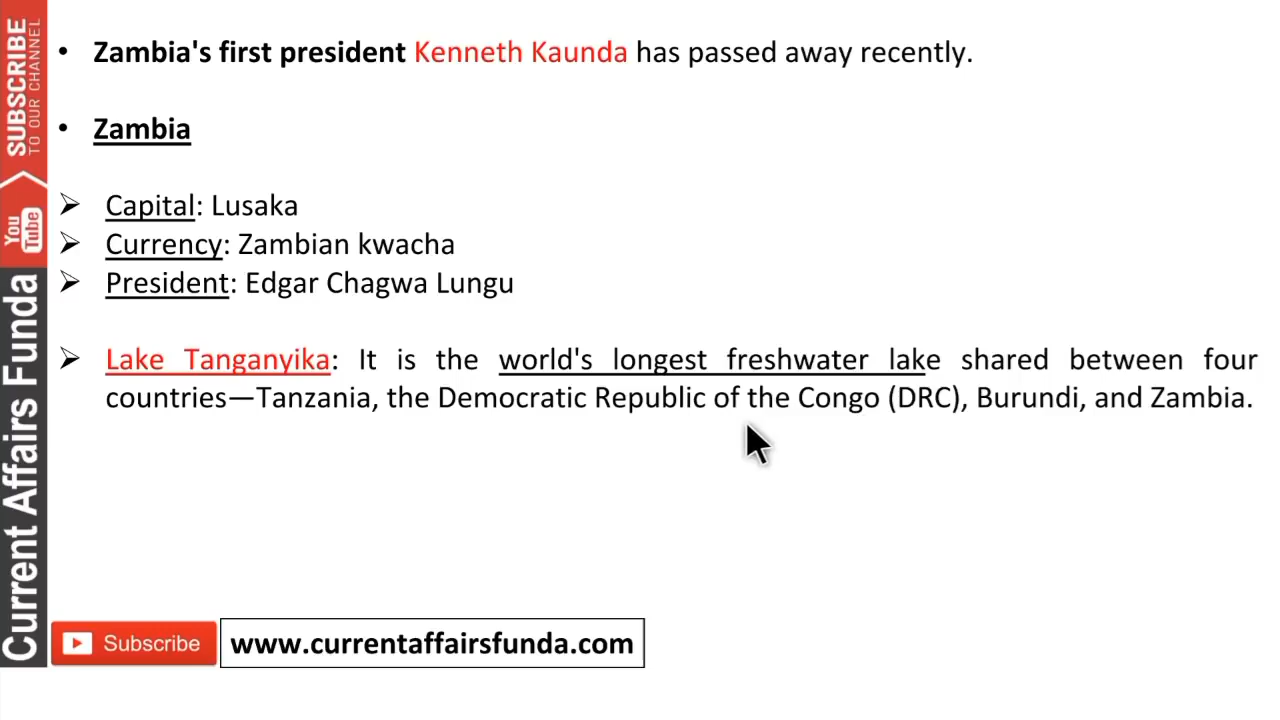 • Zambia's first president Kenneth Kaunda has passed away recently.
• Zambia
➢ Capital: Lusaka
➢ Currency: Zambian kwacha
➢ President: Edgar Chagwa Lungu
➢ Lake Tanganyika: It is the world's longest freshwater lake shared between four
countries—Tanzania, the Democratic Republic of the Congo (DRC), Burundi, and Zambia.
SUBSCRIBE
TO OUR CHANNEL
You
Tube
Current Affairs Funda
Subscribe
www.currentaffairsfunda.com